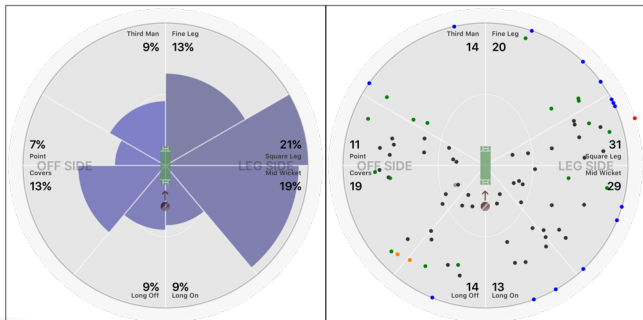 Third Man
9%
Fine Leg
13%
7%
Point
OFF SIDE
Covers
13%
21%
Square Leg
LEG SIDE
Mid Wicket
19%
9%
Long Off
9%
Long On
Third Man
14
Fine Leg
20
11
Point
OFF SIDE
Covers
19
31
Square Leg
LEG SIDE
Mid Wicket
29
14
Long Off
13
Long On